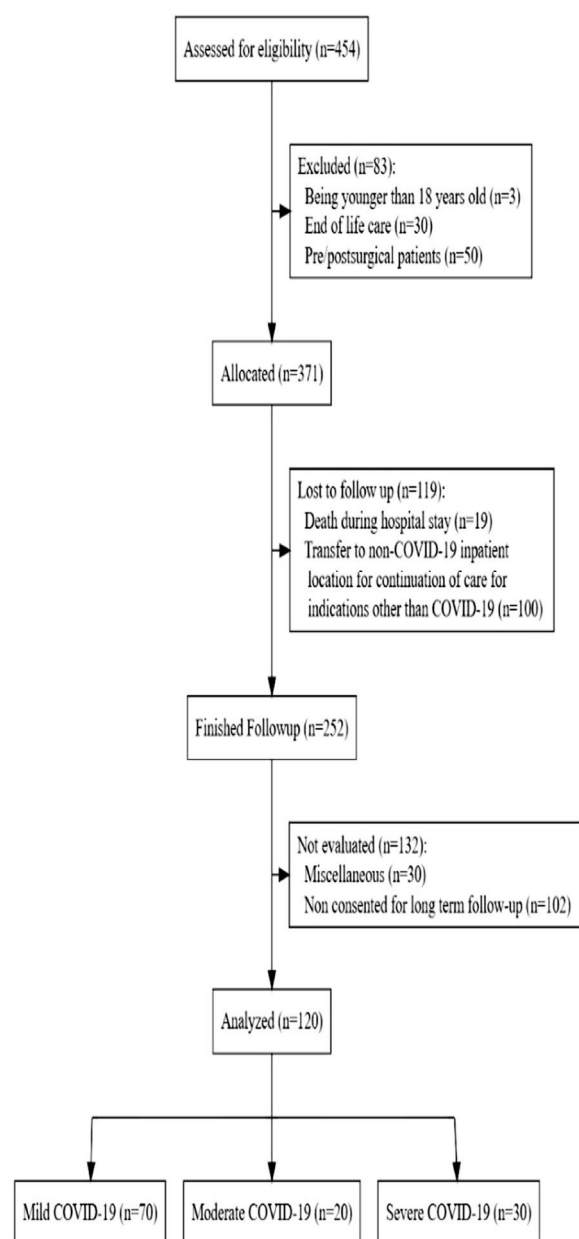 Assessed for eligibility (n=454)
Excluded (n=83):
Being younger than 18 years old (n=3)
End of life care (n=30)
Pre/postsurgical patients (n=50)
Allocated (n=371)
Lost to follow up (n=119):
Death during hospital stay (n=19)
Transfer to non-COVID-19 inpatient
location for continuation of care for
indications other than COVID-19 (n=100)
Finished Followup (n=252)
Not evaluated (n=132):
Miscellaneous (n=30)
Non consented for long term follow-up (n=102)
Analyzed (n=120)
Mild COVID-19 (n=70)
Moderate COVID-19 (n=20)
Severe COVID-19 (n=30)